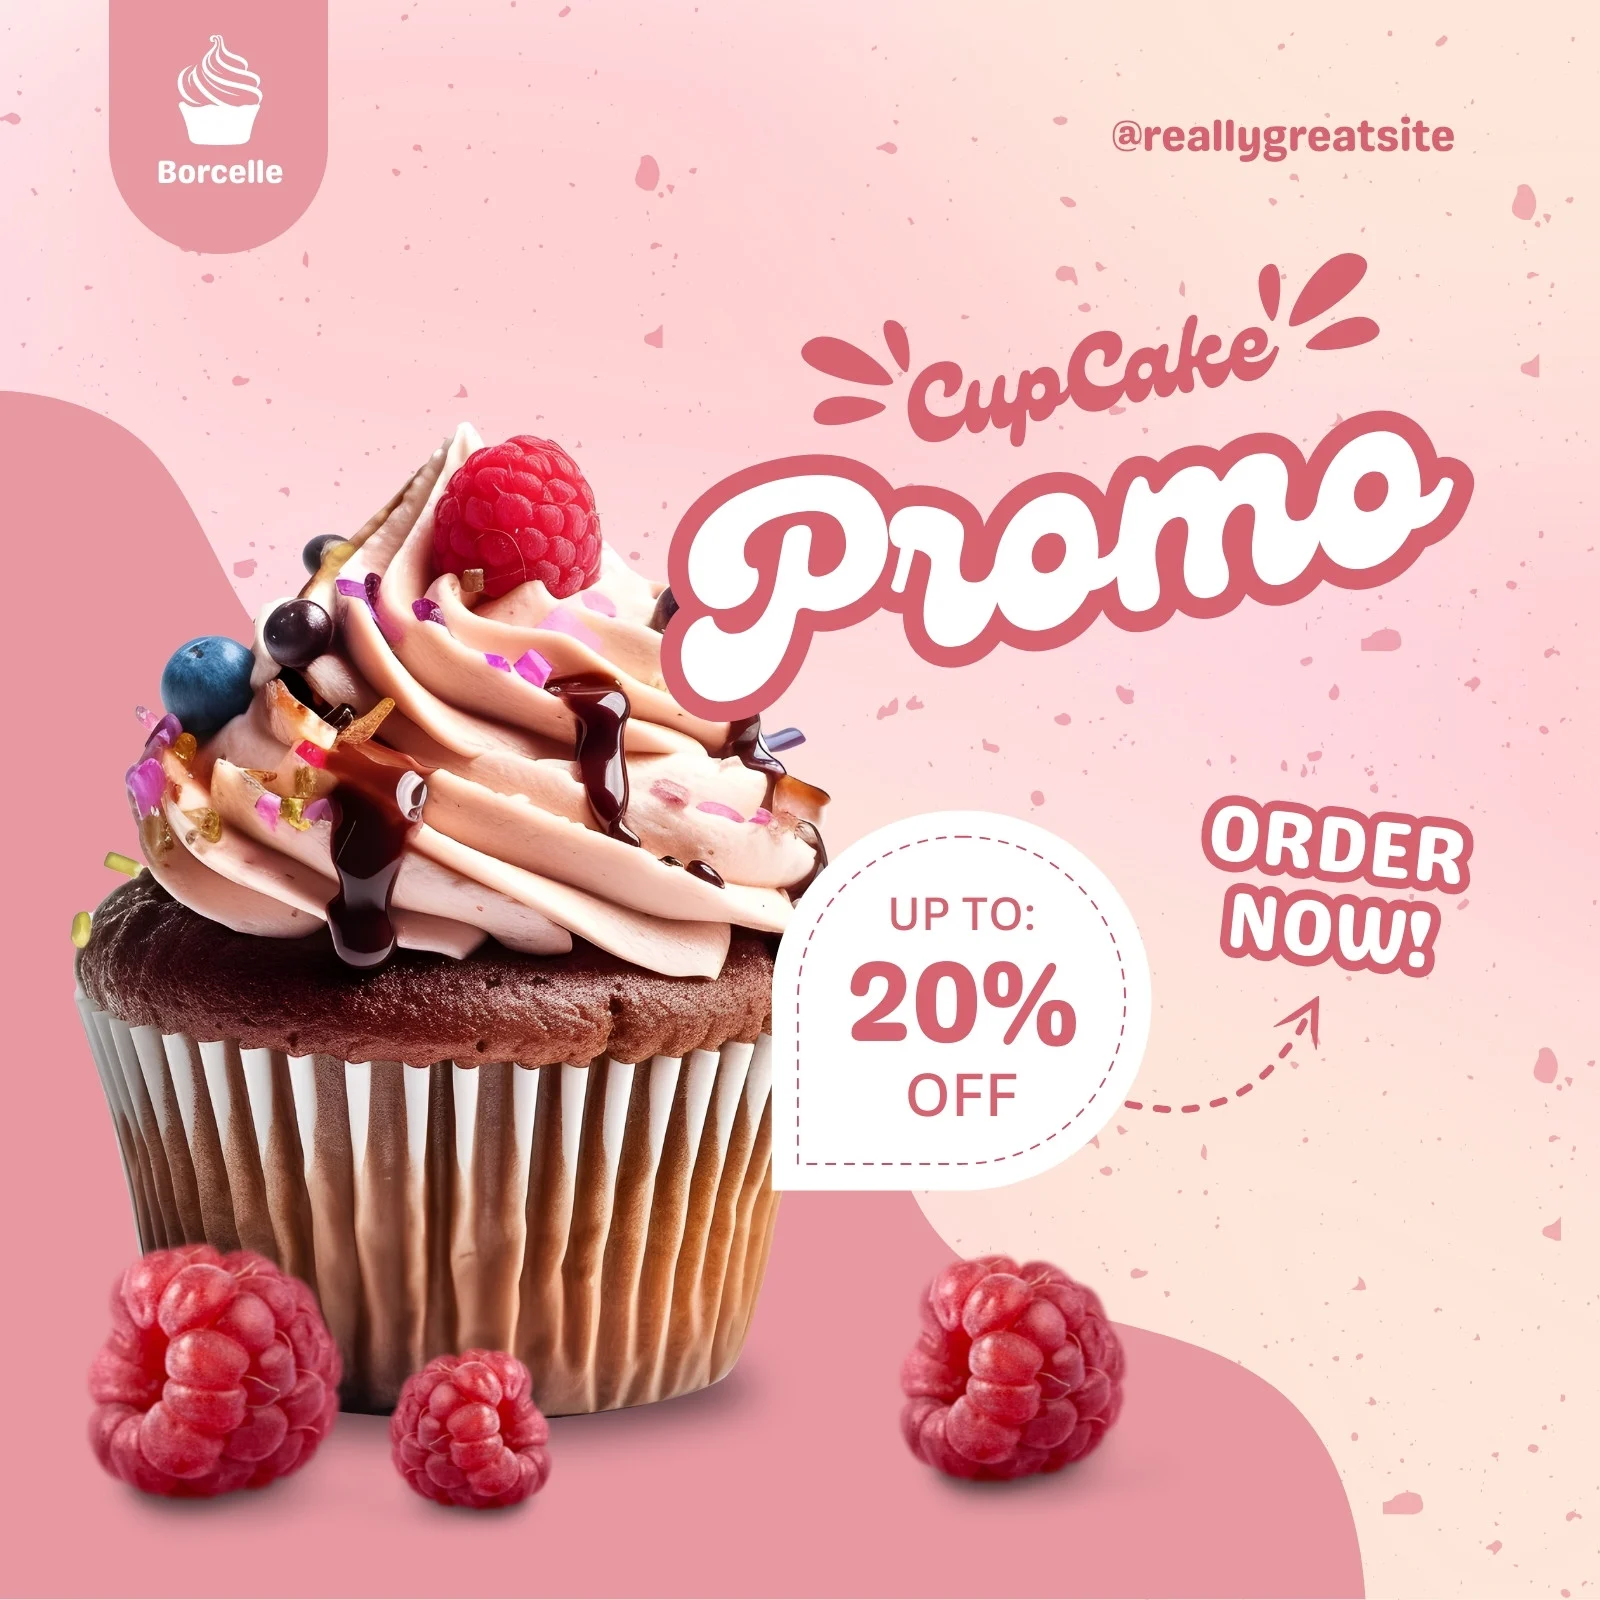 Borcelle
@reallygreatsite
CupCake
Promo
ORDER
NOW!
UP TO:
20%
OFF